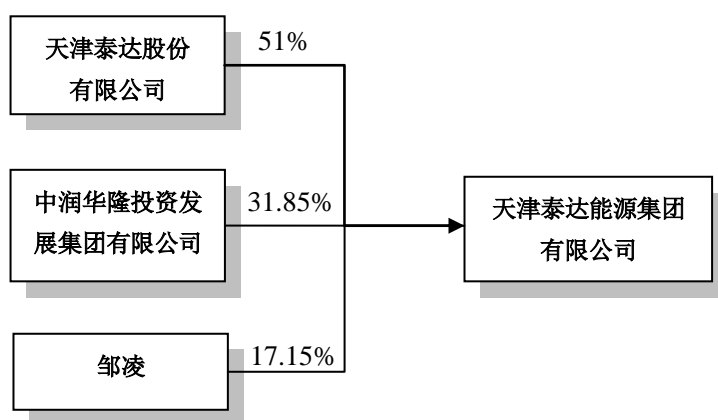 天津泰达股份
有限公司
51%
中润华隆投资发
展集团有限公司
31.85%
天津泰达能源集团
有限公司
邹凌
17.15%